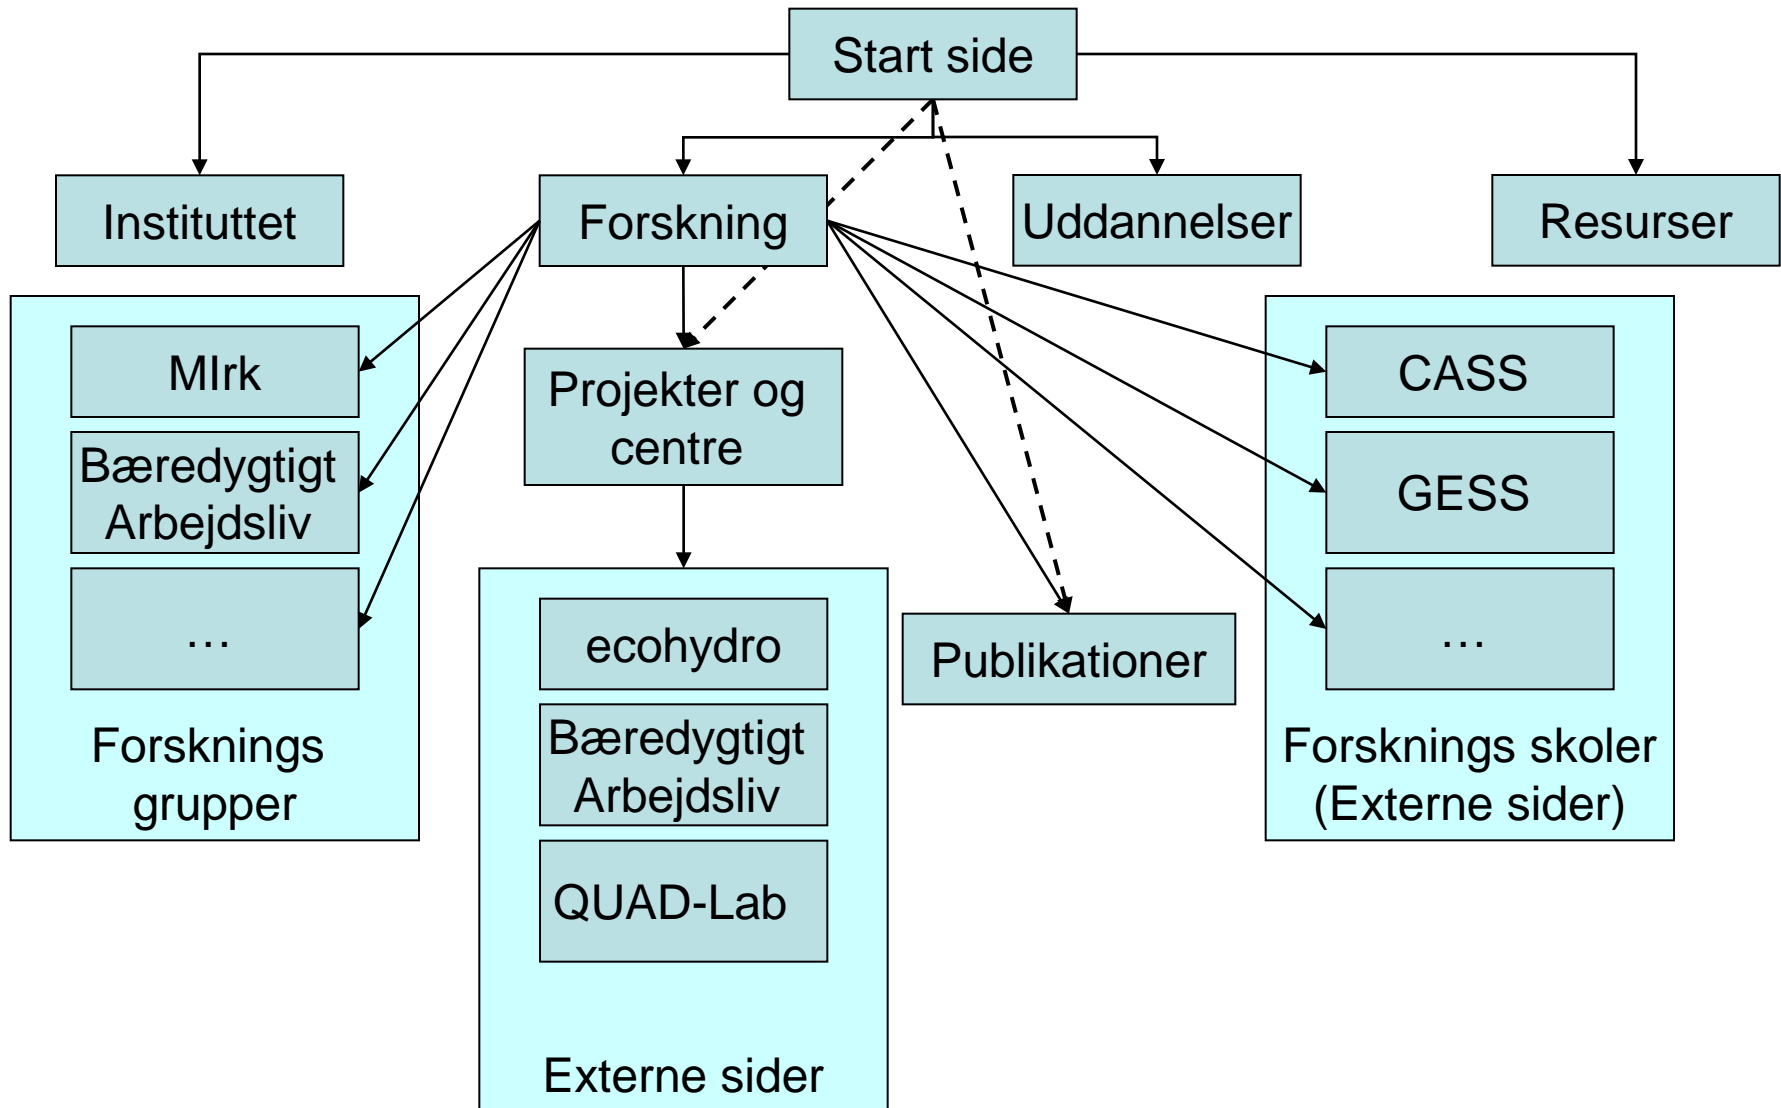 Start side
Instituttet
Forskning
Uddannelser
Resurser
MIrk
Bæredygtigt
Arbejdsliv
…
Forsknings
grupper
Projekter og
centre
ecohydro
Bæredygtigt
Arbejdsliv
QUAD-Lab
Externe sider
Publikationer
CASS
GESS
…
Forsknings skoler
(Externe sider)